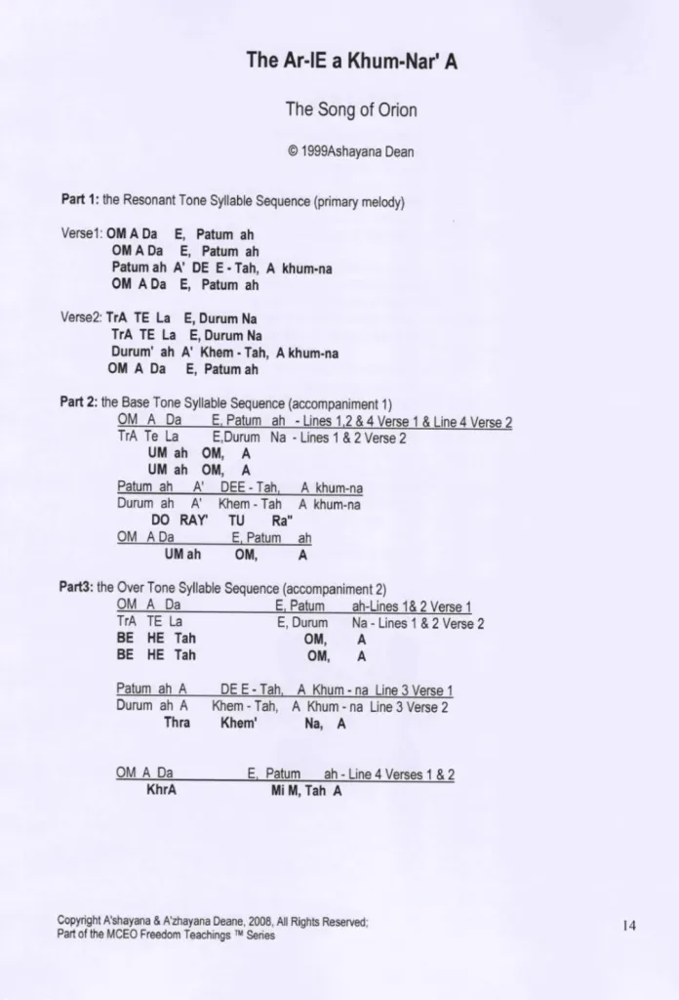 The Ar-IE a Khum-Nar' A
The Song of Orion
© 1999Ashayana Dean
Part 1: the Resonant Tone Syllable Sequence (primary melody)
Verse1: OM A Da E, Patum ah
OM A Da E, Patum ah
Patum ah A' DE E - Tah, A khum-na
OM A Da E, Patum ah
Verse2: TrA TE La E, Durum Na
TrA TE La E, Durum Na
Durum' ah A' Khem - Tah, A khum-na
OM A Da E, Patum ah
Part 2: the Base Tone Syllable Sequence (accompaniment 1)
OM A Da E, Patum ah - Lines 1,2 & 4 Verse 1 & Line 4 Verse 2
TrA Te La E,Durum Na - Lines 1 & 2 Verse 2
UM ah OM, A
UM ah OM, A
Patum ah A' DEE - Tah, A khum-na
Durum ah A' Khem - Tah A khum-na
DO RAY' TU Ra"
OM A Da E, Patum ah
UM ah OM, A
Part3: the Over Tone Syllable Sequence (accompaniment 2)
OM A Da E, Patum ah-Lines 1& 2 Verse 1
TrA TE La E, Durum Na - Lines 1 & 2 Verse 2
BE HE Tah OM, A
BE HE Tah OM, A
Patum ah A DE E - Tah, A Khum - na Line 3 Verse 1
Durum ah A Khem - Tah, A Khum - na Line 3 Verse 2
Thra Khem' Na, A
OM A Da E, Patum ah - Line 4 Verses 1 & 2
KhrA Mi M, Tah A
Copyright A'shayana & A'zhayana Deane, 2008, All Rights Reserved;
Part of the MCEO Freedom Teachings ™ Series
14